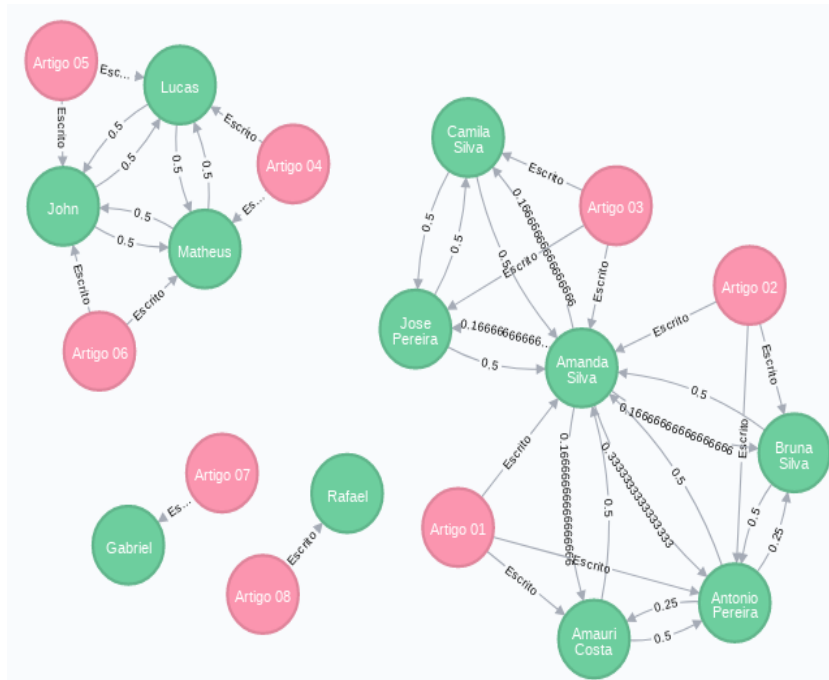 Artigo 05
Esc...
Lucas
Escrito
0.5
0.5
Escrito
Artigo 04
0.5
0.5
Es...
John
0.5
0.5
Matheus
Escrito
Escrito
Artigo 06
Camila
Silva
Escrito
Artigo 03
0.5
0.5
0.5
0.16666666666666666
Escrito
Escrito
Artigo 02
Jose
Pereira
0.16666666666...
0.5
Amanda
Silva
Escrito
Escrito
0.5
0.16666666666666666
Escrito
Bruna
Silva
Escrito
0.16666666666666666
0.5
0.3333333333333333
0.5
0.5
0.25
Artigo 01
Escrito
Escrito
0.25
0.5
Antonio
Pereira
Amauri
Costa
Artigo 07
Es...
Gabriel
Rafael
Escrito
Artigo 08